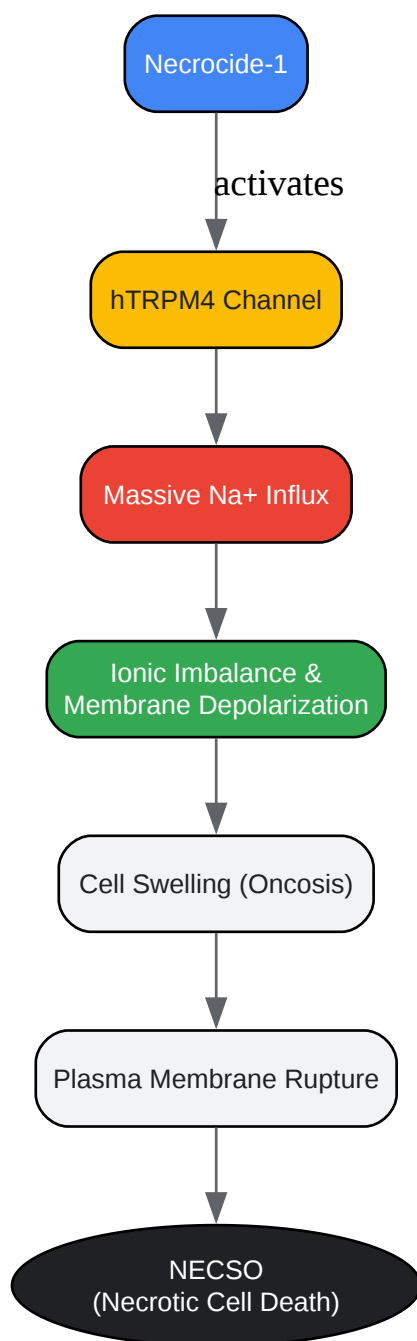 Necrocide-1
activates
hTRPM4 Channel
Massive Na+ Influx
Ionic Imbalance &
Membrane Depolarization
Cell Swelling (Oncosis)
Plasma Membrane Rupture
NECSO
(Necrotic Cell Death)